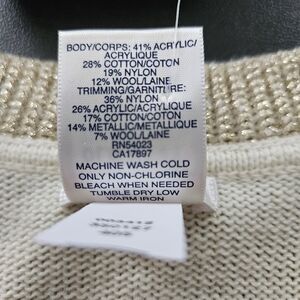 BODY/CORPS: 41% ACRYLIC/
ACRYLIQUE
28% COTTON/COTON
19% NYLON
12% WOOL/LAINE
TRIMMING/GARNITURE:
36% NYLON
26% ACRYLIC/ACRYLIQUE
17% COTTON/COTON
14% METALLIC/METALLIQUE
7% WOOL/LAINE
RN54023
CA17897
MACHINE WASH COLD
ONLY NON-CHLORINE
BLEACH WHEN NEEDED
TUMBLE DRY LOW
WARM IRON